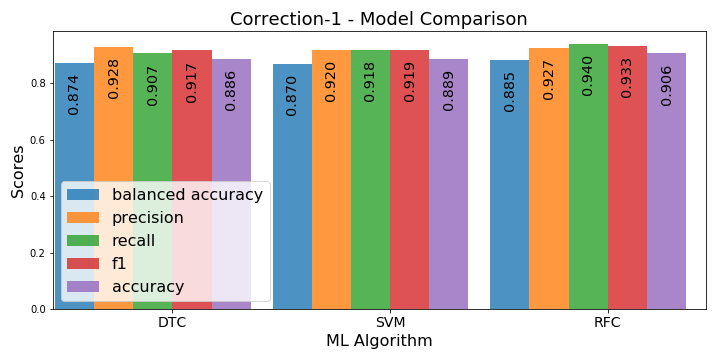 Correction-1 - Model Comparison
Scores
0.8
0.6
0.4
0.2
0.0
0.874
0.928
0.907
0.917
0.886
0.870
0.920
0.918
0.919
0.889
0.885
0.927
0.940
0.933
0.906
balanced accuracy
precision
recall
f1
accuracy
DTC
SVM
RFC
ML Algorithm